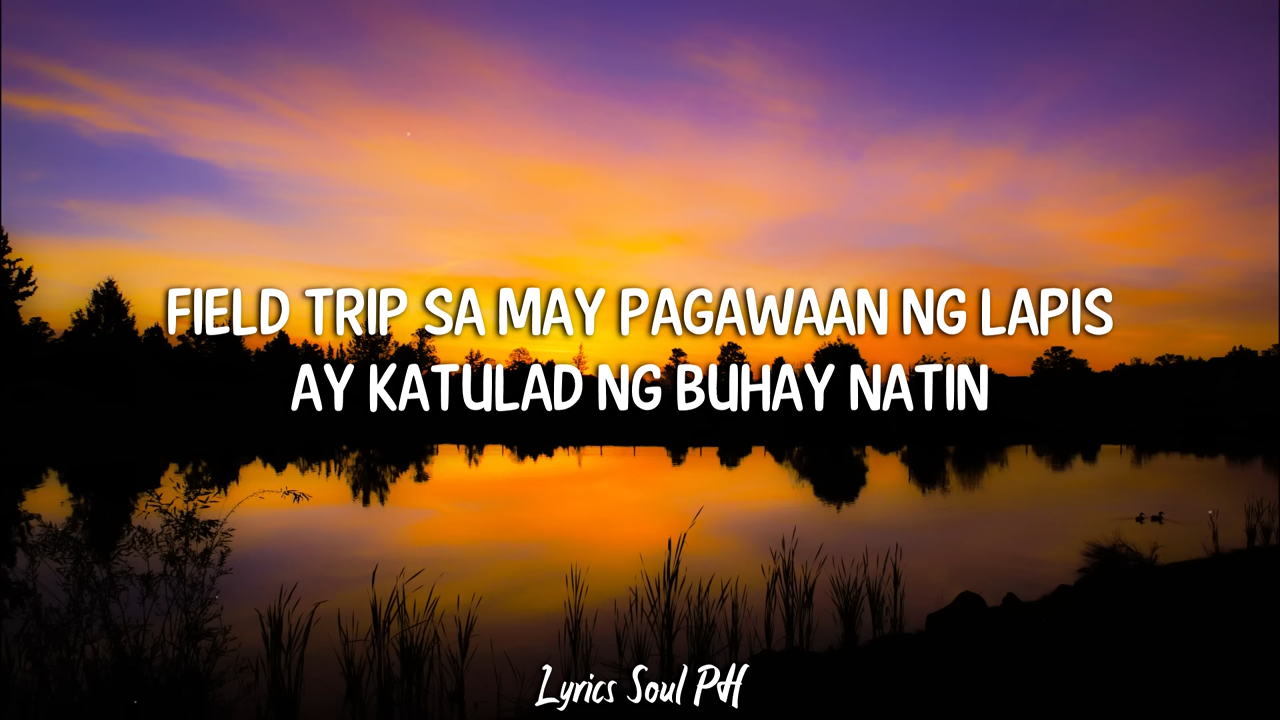 FIELD TRIP SA MAY PAGAWAAN NG LAPIS
AY KATULAD NG BUHAY NATIN
Lyrics Soul PH